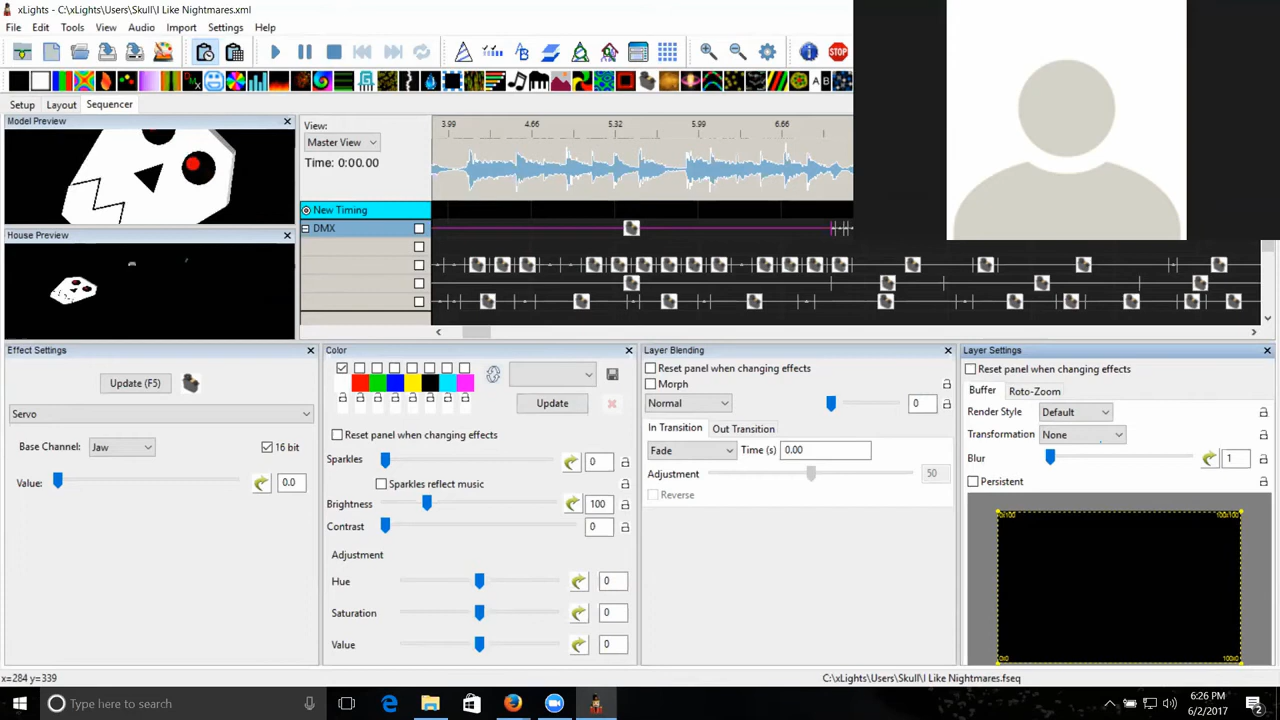 xLights - C:\xLights\Users\Skull\I Like Nightmares.xml
File Edit Tools View Audio Import Settings Help
Setup Layout Sequencer
Model Preview
House Preview
View:
Master View
Time: 0:00.00
3.99 4.66 5.32 5.99 6.66
New Timing
DMX
Effect Settings
Update (F5)
Servo
Base Channel: Jaw 16 bit
Value: 0.0
Color
Update
Reset panel when changing effects
Sparkles 0
Sparkles reflect music
Brightness 100
Contrast 0
Adjustment
Hue 0
Saturation 0
Value 0
Layer Blending
Reset panel when changing effects
Morph
Normal 0
In Transition Out Transition
Fade Time (s) 0.00
Adjustment 50
Reverse
Layer Settings
Reset panel when changing effects
Buffer Roto-Zoom
Render Style Default
Transformation None
Blur 1
Persistent
0x100 100x100
0x0 100x0
x=284 y=339 C:\xLights\Users\Skull\I Like Nightmares.fseq
Type here to search
6:26 PM
6/2/2017
2